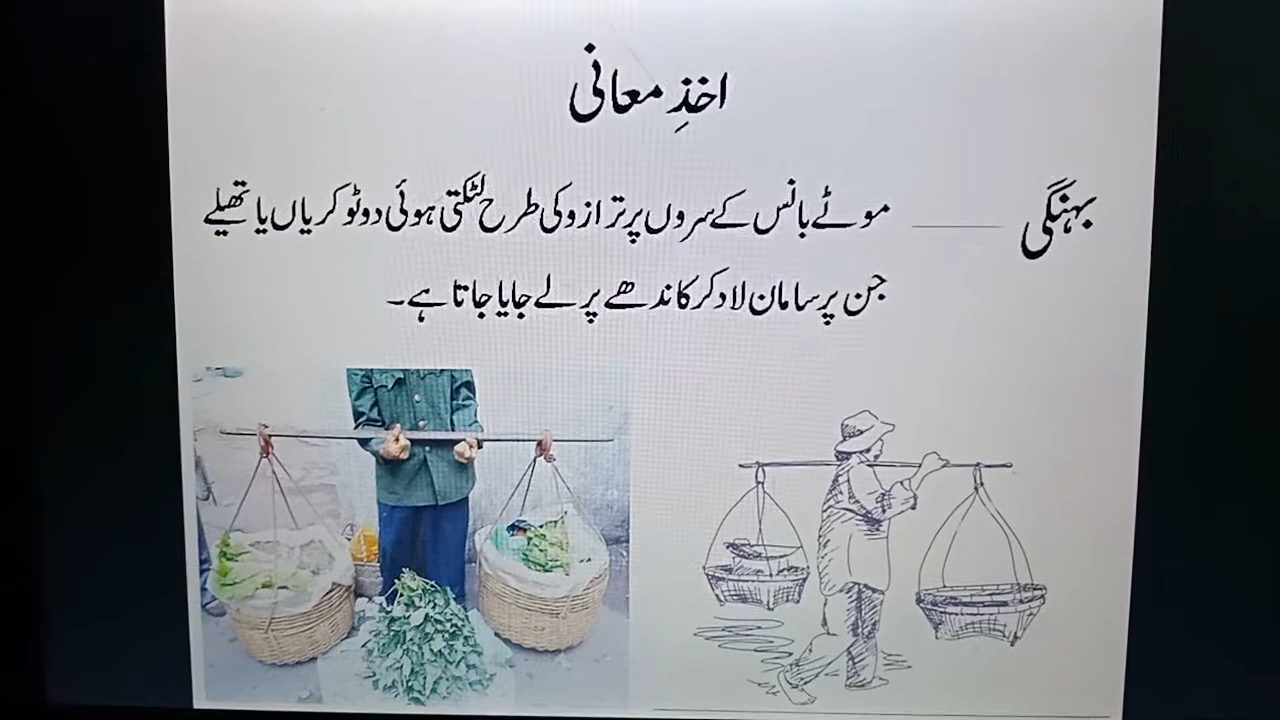 اخذِ معانی
بہنگی ____ موٹے بانس کے سروں پر ترازو کی طرح لٹکتی ہوئی دو ٹوکریاں یا تھیلے
جن پر سامان لاد کر کاندھے پر لے جایا جاتا ہے۔